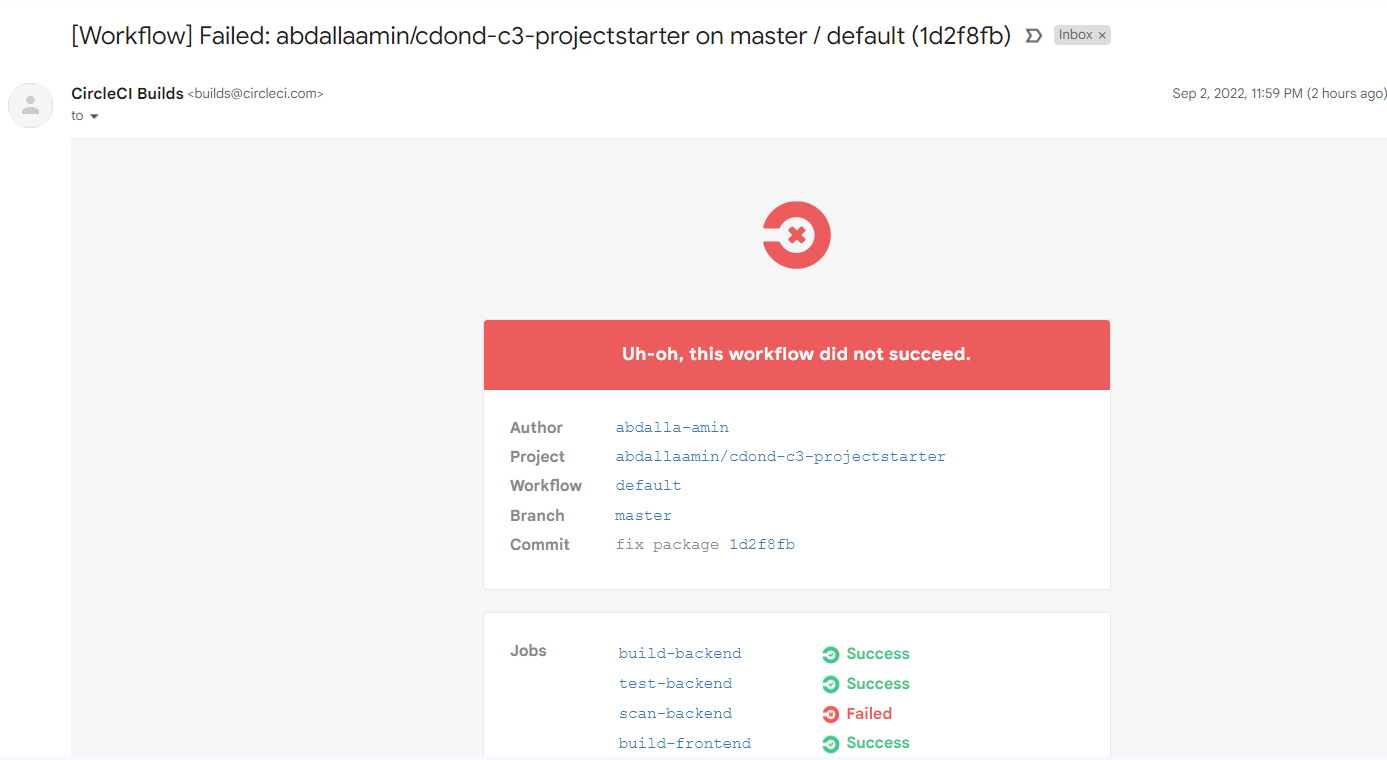 [Workflow] Failed: abdallaamin/cdond-c3-projectstarter on master / default (1d2f8fb) Inbox ×
CircleCI Builds <builds@circleci.com> Sep 2, 2022, 11:59 PM (2 hours ago)
to
Uh-oh, this workflow did not succeed.
Author abdalla-amin
Project abdallaamin/cdond-c3-projectstarter
Workflow default
Branch master
Commit fix package 1d2f8fb
Jobs build-backend Success
test-backend Success
scan-backend Failed
build-frontend Success